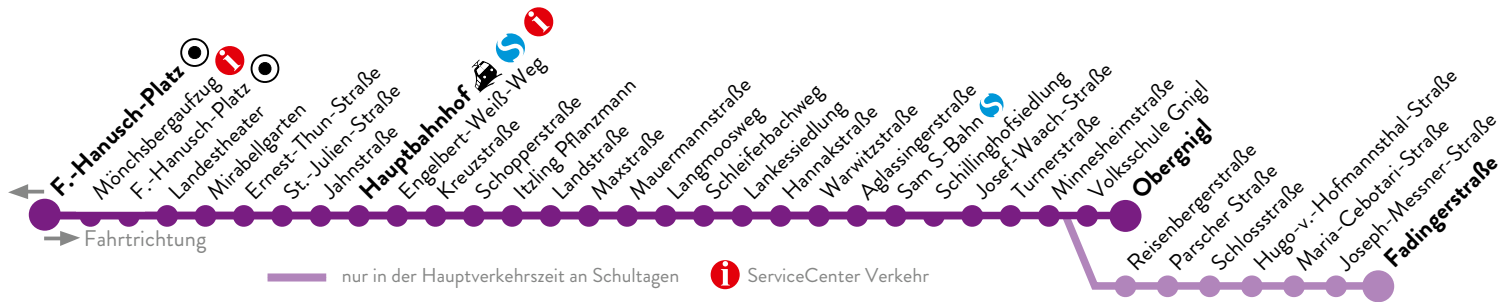 F.-Hanusch-Platz
Mönchsbergaufzug
F.-Hanusch-Platz
Landestheater
Mirabellgarten
Ernest-Thun-Straße
St.-Julien-Straße
Jahnstraße
Hauptbahnhof
Engelbert-Weiß-Weg
Kreuzstraße
Schopperstraße
Itzling Pflanzmann
Landstraße
Maxstraße
Mauermannstraße
Langmoosweg
Schleiferbachweg
Lankessiedlung
Hannakstraße
Warwitzstraße
Aglassingerstraße
Sam S-Bahn
Schillinghofsiedlung
Josef-Waach-Straße
Turnerstraße
Minnesheimstraße
Volksschule Gnigl
Obergnigl
Reisenbergerstraße
Parscher Straße
Schlossstraße
Hugo-v.-Hofmannsthal-Straße
Maria-Cebotari-Straße
Joseph-Messner-Straße
Fadingerstraße
Fahrtrichtung
nur in der Hauptverkehrszeit an Schultagen
i ServiceCenter Verkehr